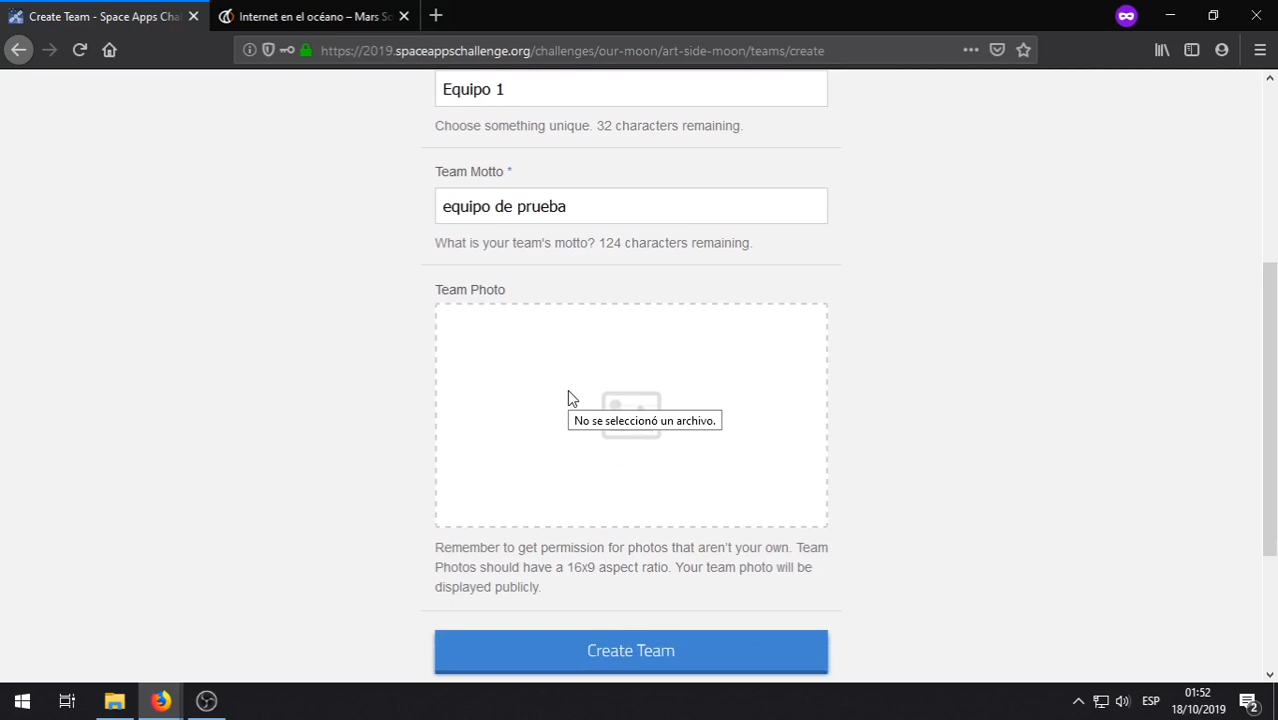 Create Team - Space Apps Cha
Internet en el océano – Mars So
https://2019.spaceappschallenge.org/challenges/our-moon/art-side-moon/teams/create
Equipo 1
Choose something unique. 32 characters remaining.
Team Motto *
equipo de prueba
What is your team's motto? 124 characters remaining.
Team Photo
No se seleccionó un archivo.
Remember to get permission for photos that aren't your own. Team
Photos should have a 16x9 aspect ratio. Your team photo will be
displayed publicly.
Create Team
ESP
01:52
18/10/2019
2